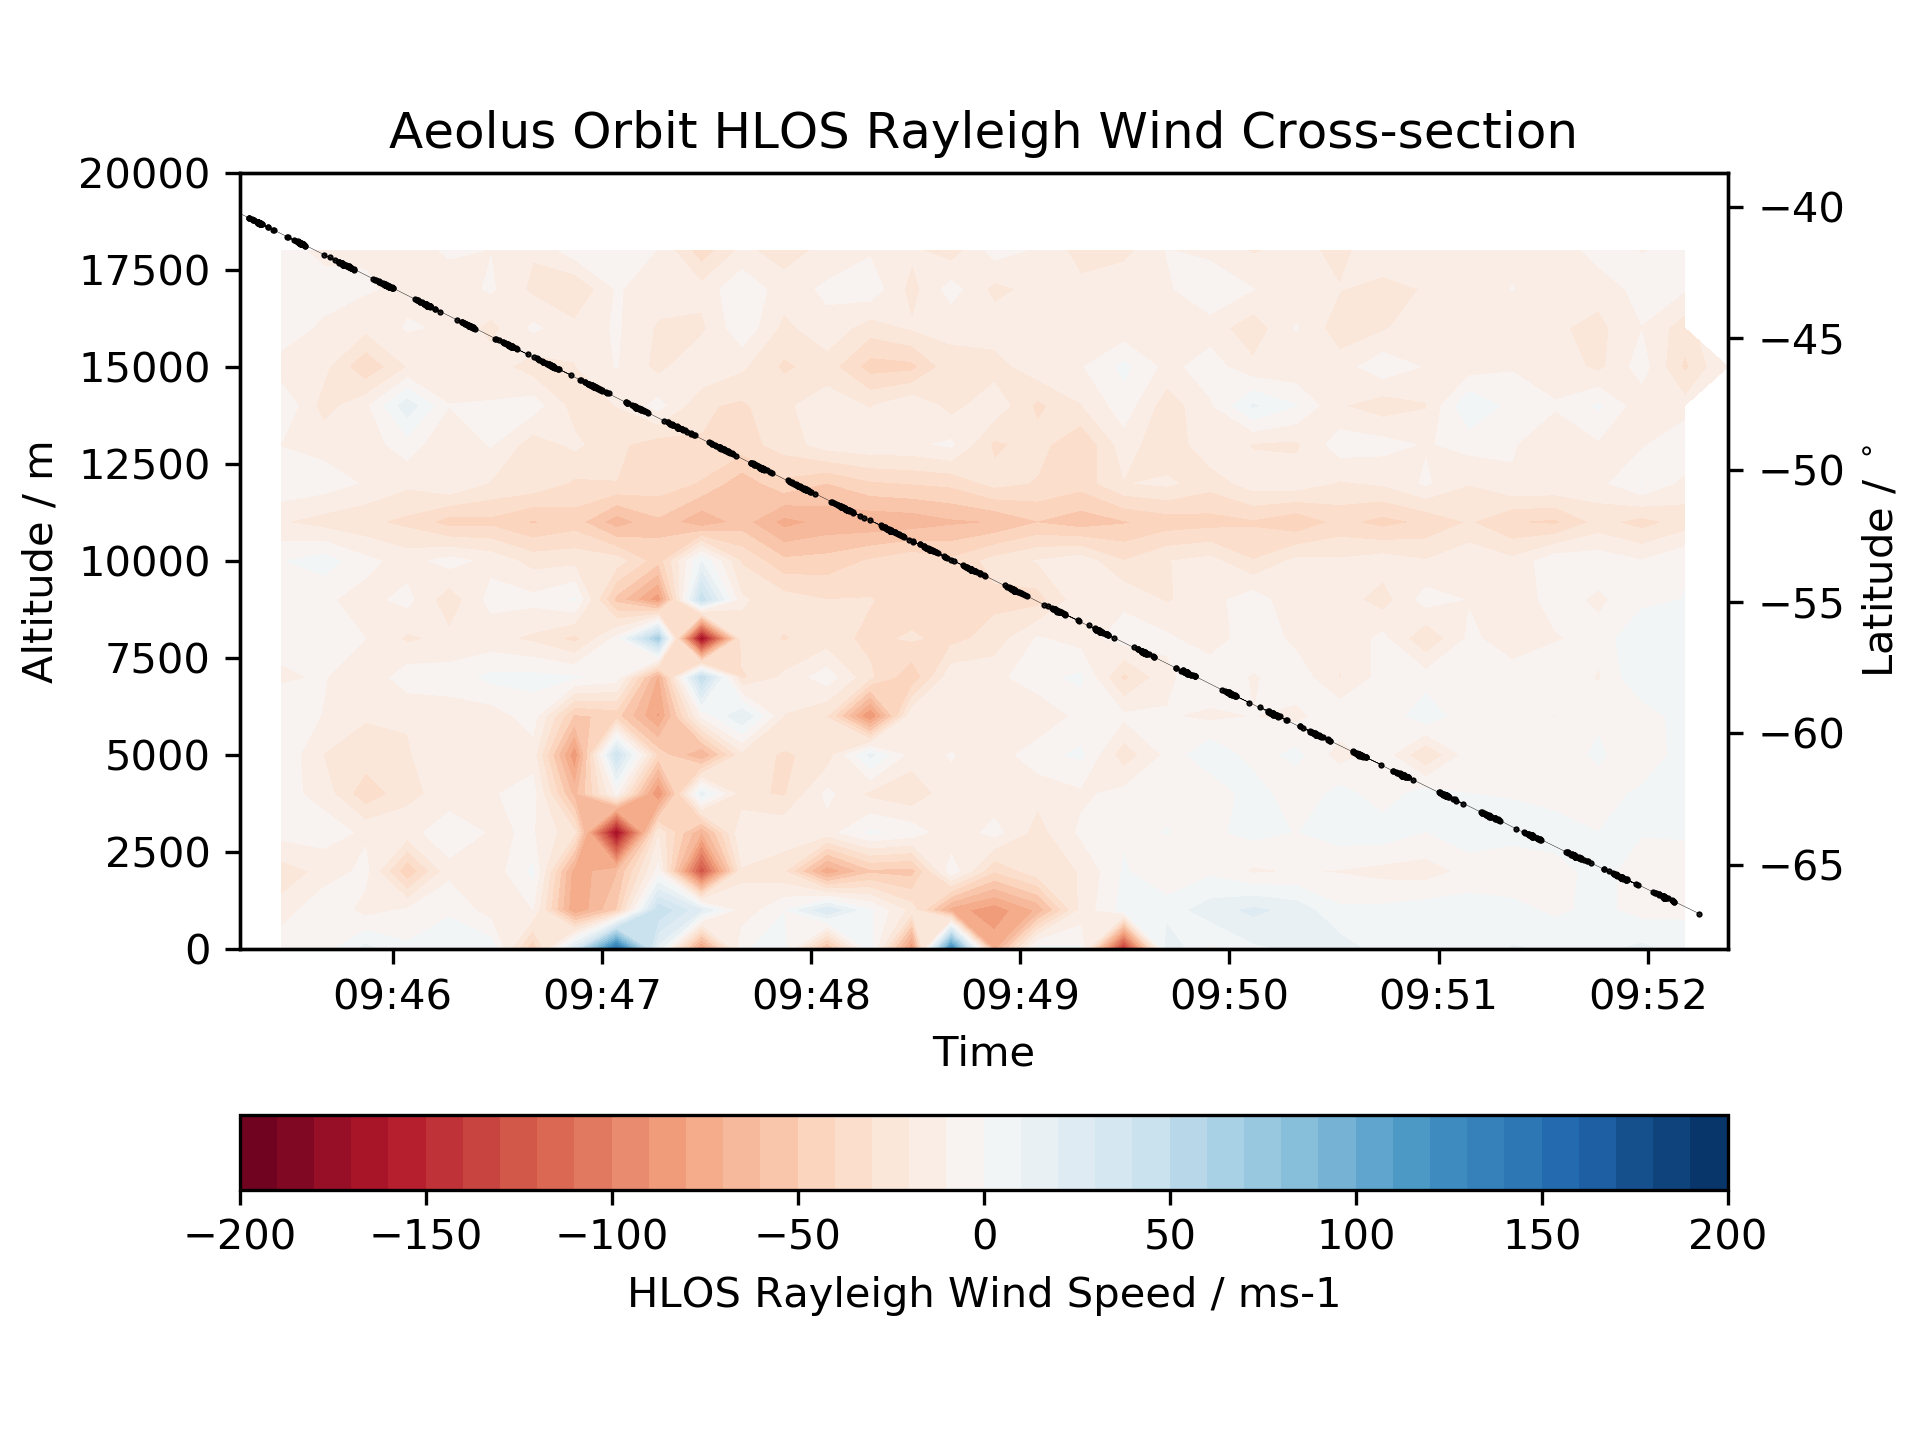 Aeolus Orbit HLOS Rayleigh Wind Cross-section
20000
17500
15000
12500
10000
7500
5000
2500
0
Altitude / m
−40
−45
−50
−55
−60
−65
Latitude / °
09:46 09:47 09:48 09:49 09:50 09:51 09:52
Time
−200 −150 −100 −50 0 50 100 150 200
HLOS Rayleigh Wind Speed / ms-1